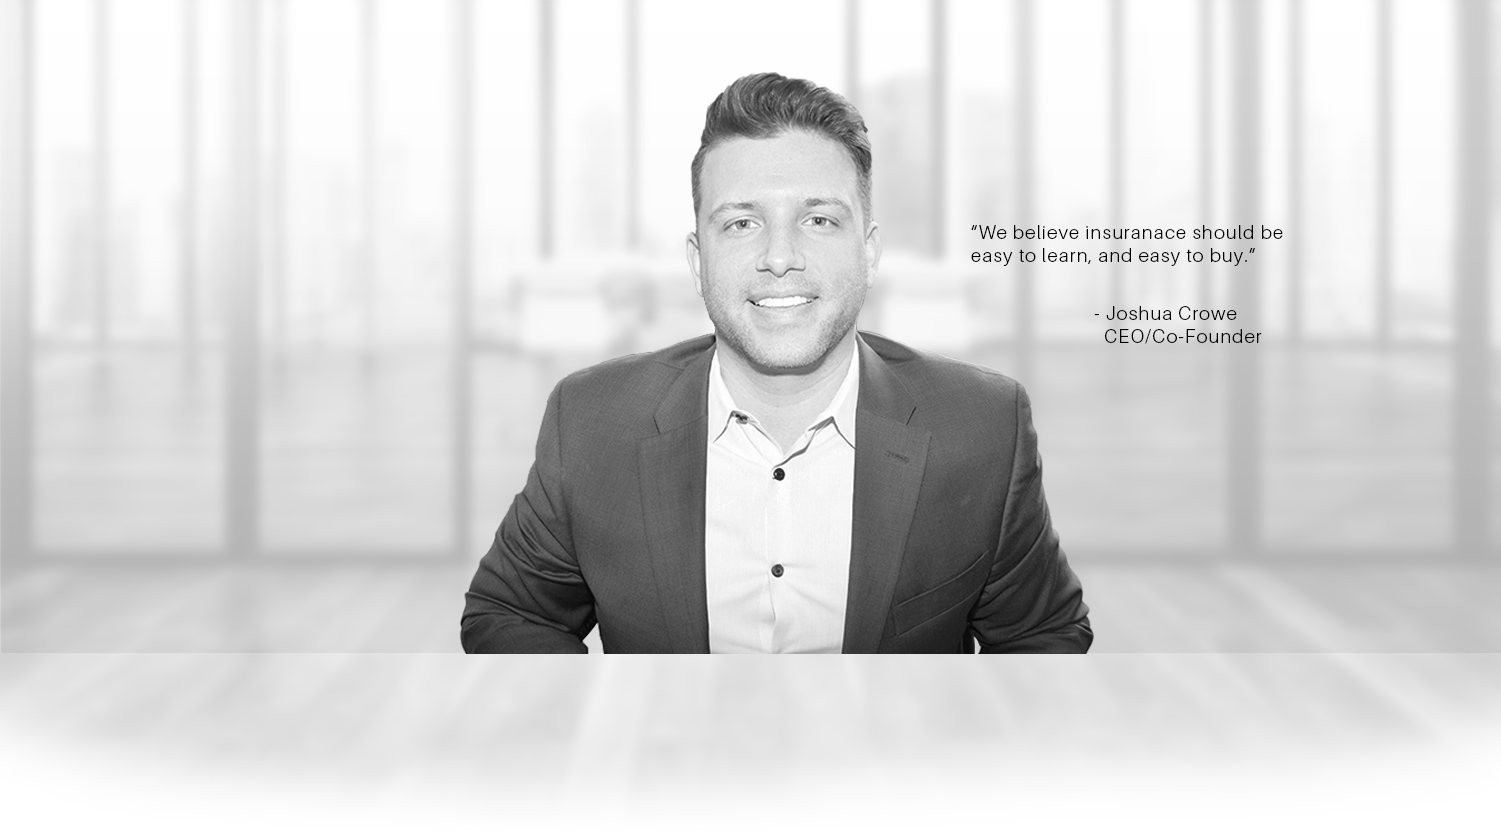 “We believe insuranace should be
easy to learn, and easy to buy.”
- Joshua Crowe
CEO/Co-Founder